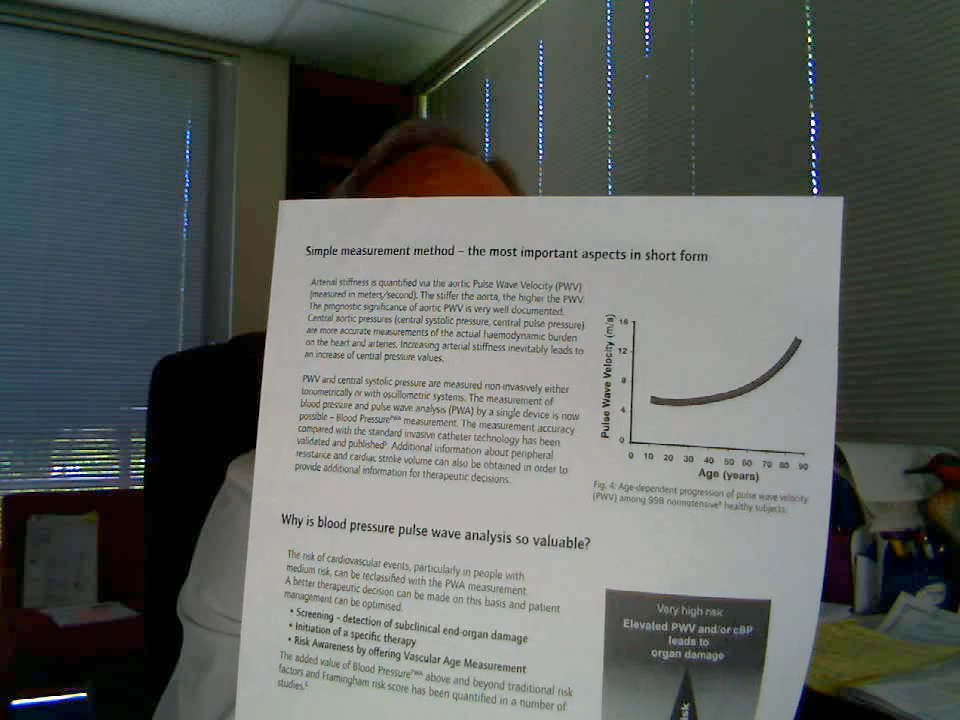 Simple measurement method – the most important aspects in short form
Arterial stiffness is quantified via the aortic Pulse Wave Velocity (PWV)
(measured in meters/second). The stiffer the aorta, the higher the PWV.
The prognostic significance of aortic PWV is very well documented.
Central aortic pressures (central systolic pressure, central pulse pressure)
are more accurate measurements of the actual haemodynamic burden
on the heart and arteries. Increasing arterial stiffness inevitably leads to
an increase of central pressure values.
PWV and central systolic pressure are measured non-invasively either
tonometrically or with oscillometric systems. The measurement of
blood pressure and pulse wave analysis (PWA) by a single device is now
possible – Blood Pressure PWA measurement. The measurement accuracy
compared with the standard invasive catheter technology has been
validated and published. Additional information about peripheral
resistance and cardiac stroke volume can also be obtained in order to
provide additional information for therapeutic decisions.
Pulse Wave Velocity (m/s)
16
12
8
4
0
0 10 20 30 40 50 60 70 80 90
Age (years)
Fig. 4: Age-dependent progression of pulse wave velocity
(PWV) among 998 normotensive healthy subjects.
Why is blood pressure pulse wave analysis so valuable?
The risk of cardiovascular events, particularly in people with
medium risk, can be reclassified with the PWA measurement.
A better therapeutic decision can be made on this basis and patient
management can be optimised.
• Screening – detection of subclinical end-organ damage
• Initiation of a specific therapy
• Risk Awareness by offering Vascular Age Measurement
The added value of Blood Pressure PWA above and beyond traditional risk
factors and Framingham risk score has been quantified in a number of
studies.
Very high risk
Elevated PWV and/or cBP
leads to
organ damage